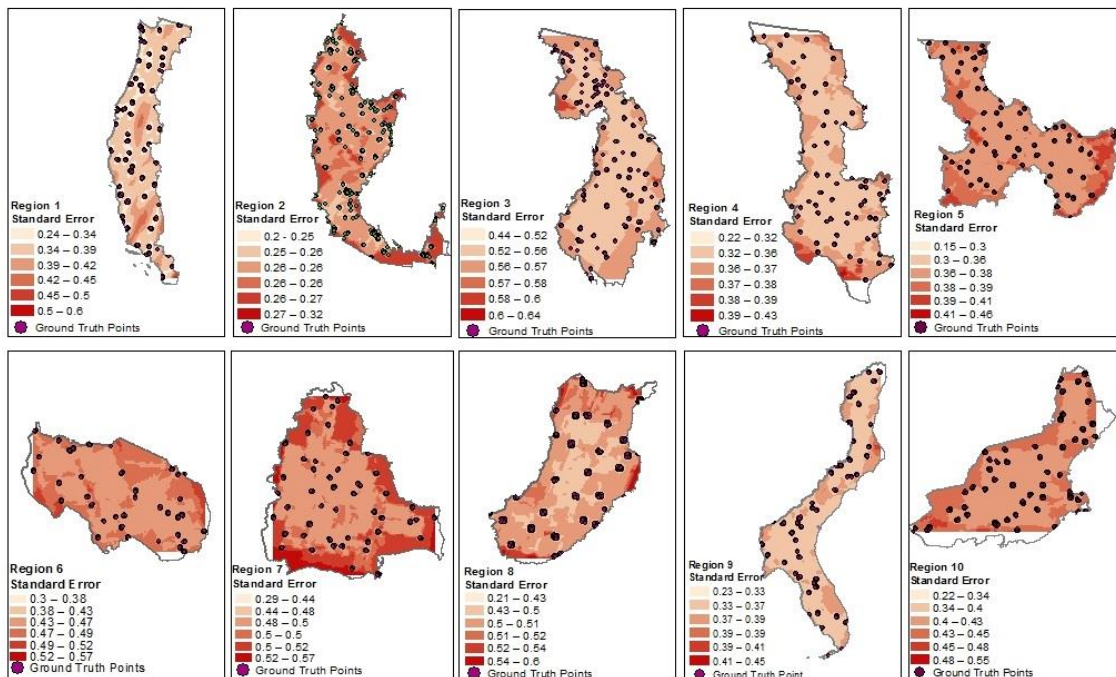 Region 1
Standard Error
0.24 – 0.34
0.34 – 0.39
0.39 – 0.42
0.42 – 0.45
0.45 – 0.5
0.5 – 0.6
Ground Truth Points
Region 2
Standard Error
0.2 - 0.25
0.25 – 0.26
0.26 – 0.26
0.26 – 0.26
0.26 – 0.27
0.27 – 0.32
Ground Truth Points
Region 3
Standard Error
0.44 – 0.52
0.52 – 0.56
0.56 – 0.57
0.57 – 0.58
0.58 – 0.6
0.6 – 0.64
Ground Truth Points
Region 4
Standard Error
0.22 – 0.32
0.32 – 0.36
0.36 – 0.37
0.37 – 0.38
0.38 – 0.39
0.39 – 0.43
Ground Truth Points
Region 5
Standard Error
0.15 – 0.3
0.3 – 0.36
0.36 – 0.38
0.38 – 0.39
0.39 – 0.41
0.41 – 0.46
Ground Truth Points
Region 6
Standard Error
0.3 – 0.38
0.38 – 0.43
0.43 – 0.47
0.47 – 0.49
0.49 – 0.52
0.52 – 0.57
Ground Truth Points
Region 7
Standard Error
0.29 – 0.44
0.44 – 0.48
0.48 – 0.5
0.5 – 0.5
0.5 – 0.52
0.52 – 0.57
Ground Truth Points
Region 8
Standard Error
0.21 – 0.43
0.43 – 0.5
0.5 – 0.51
0.51 – 0.52
0.52 – 0.54
0.54 – 0.6
Ground Truth Points
Region 9
Standard Error
0.23 – 0.33
0.33 – 0.37
0.37 – 0.39
0.39 – 0.39
0.39 – 0.41
0.41 – 0.45
Ground Truth Point
Region 10
Standard Error
0.22 – 0.34
0.34 – 0.4
0.4 – 0.43
0.43 – 0.45
0.45 – 0.48
0.48 – 0.55
Ground Truth Points